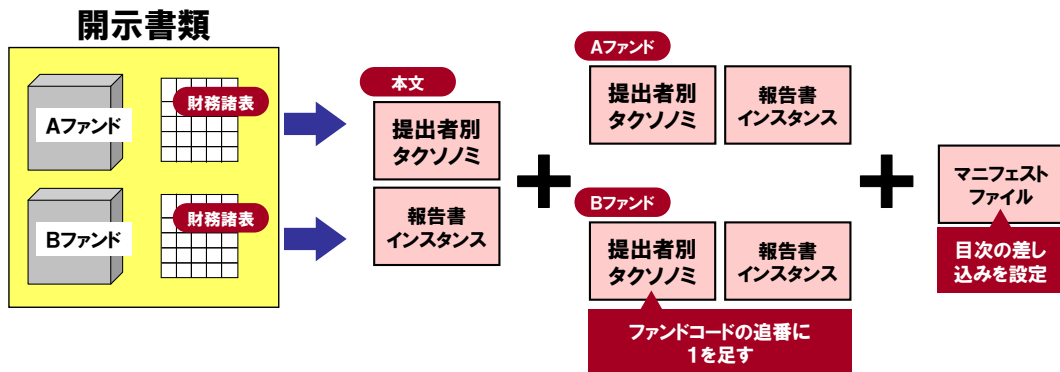 開示書類
Aファンド
財務諸表
Bファンド
財務諸表
本文
提出者別
タクソノミ
報告書
インスタンス
Aファンド
提出者別
タクソノミ
報告書
インスタンス
Bファンド
提出者別
タクソノミ
報告書
インスタンス
ファンドコードの追番に
1を足す
マニフェスト
ファイル
目次の差し
込みを設定